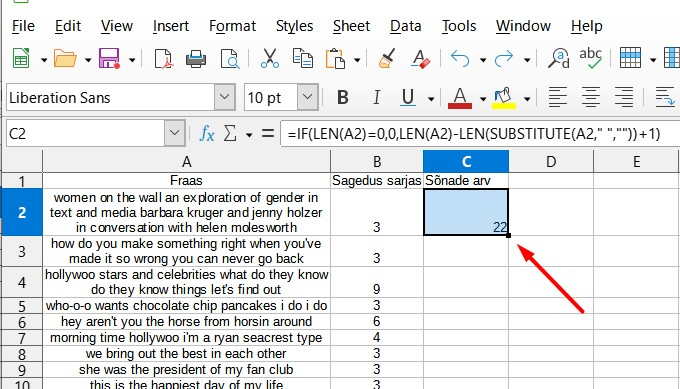 File Edit View Insert Format Styles Sheet Data Tools Window Help
abc
Liberation Sans 10 pt B I U A
C2 fx Σ = =IF(LEN(A2)=0,0,LEN(A2)-LEN(SUBSTITUTE(A2," ",""))+1)
A B C D E
1 Fraas Sagedus sarjas Sõnade arv
women on the wall an exploration of gender in
2 text and media barbara kruger and jenny holzer
in conversation with helen molesworth 3 22
how do you make something right when you've
3 made it so wrong you can never go back 3
hollywoo stars and celebrities what do they know
4 do they know things let's find out 9
5 who-o-o wants chocolate chip pancakes i do i do 3
6 hey aren't you the horse from horsin around 6
7 morning time hollywoo i'm a ryan seacrest type 4
8 we bring out the best in each other 3
9 she was the president of my fan club 3
10 this is the happiest day of my life 3